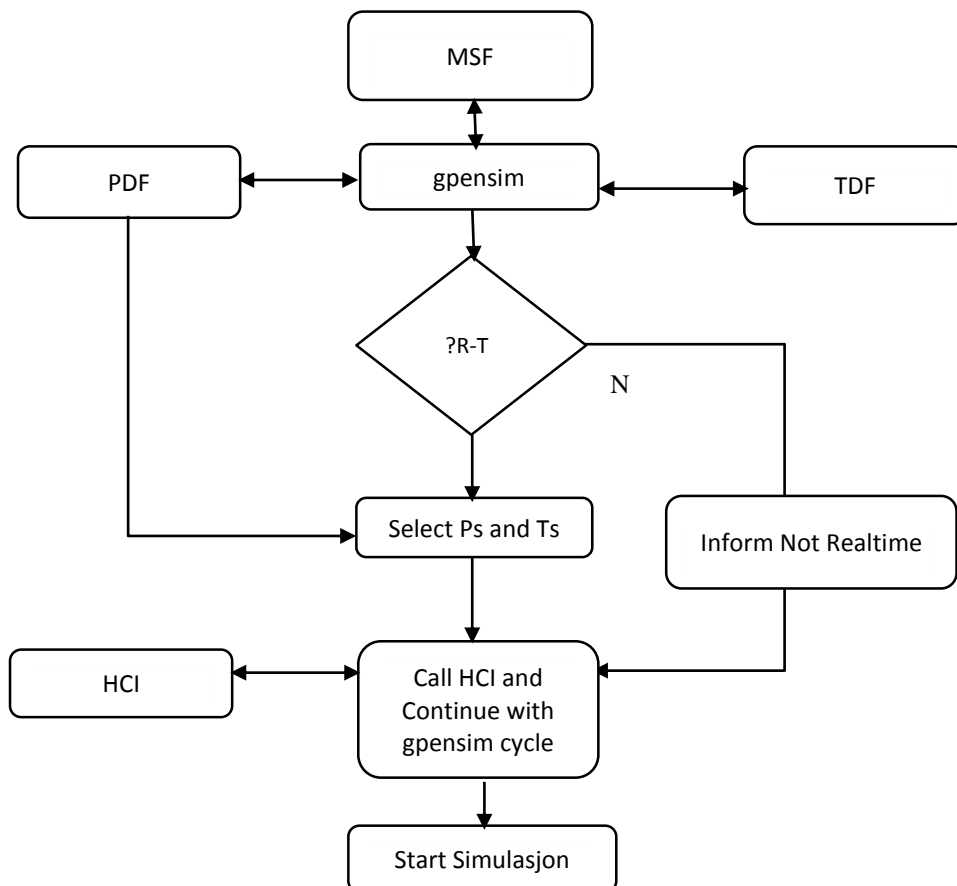 MSF
PDF
gpensim
TDF
?R-T
N
Select Ps and Ts
Inform Not Realtime
HCI
Call HCI and
Continue with
gpensim cycle
Start Simulasjon